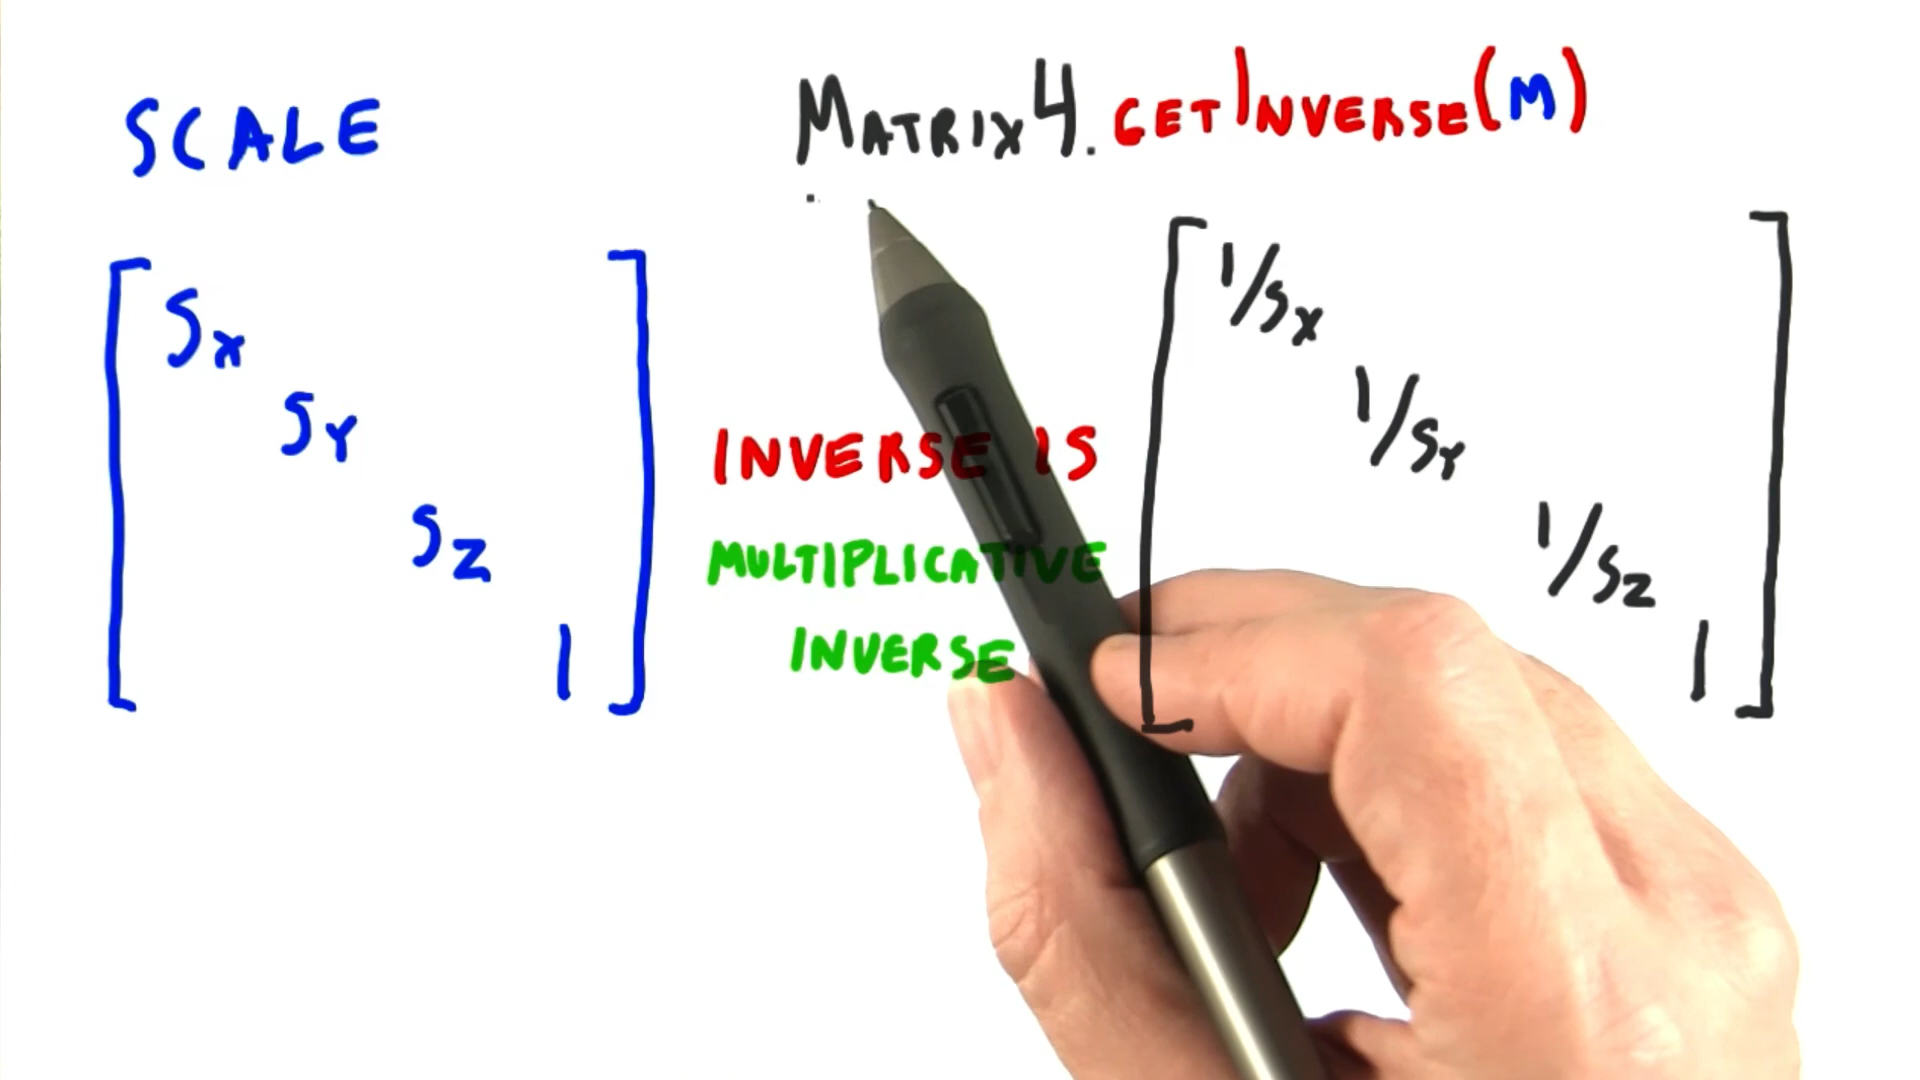 SCALE
MATRIX4.GETINVERSE(M)
Sx
SY
SZ
1
INVERSE IS
MULTIPLICATIVE
INVERSE
1/Sx
1/SY
1/SZ
1